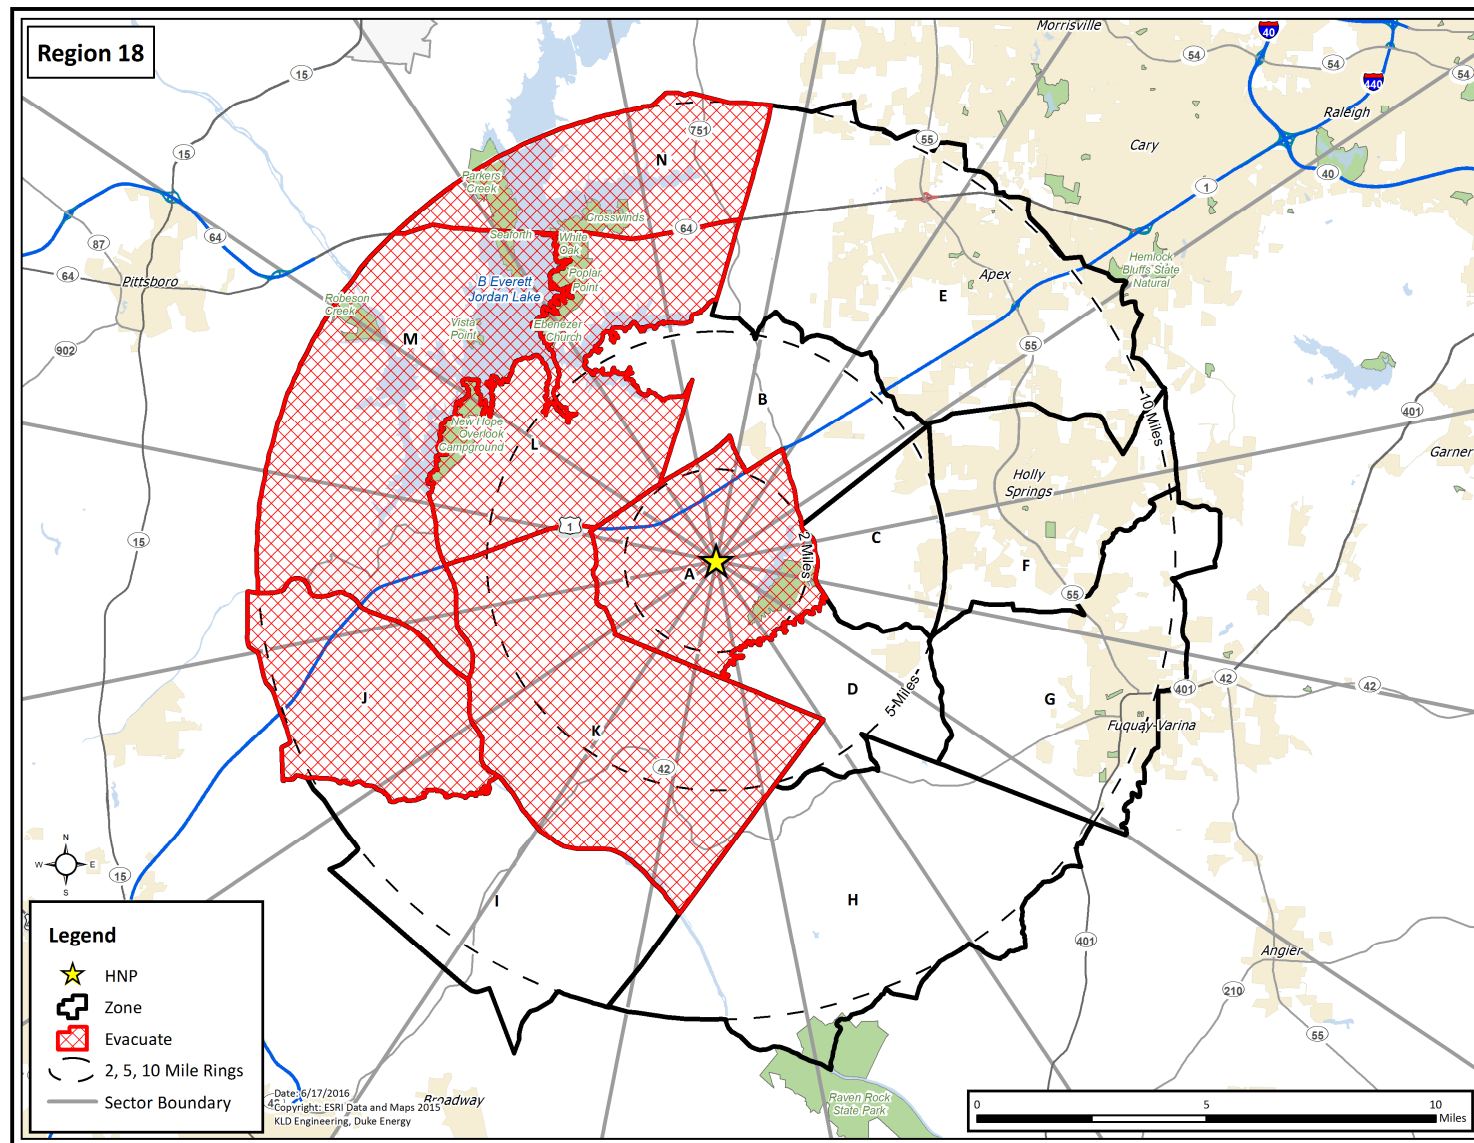 Region 18
Morrisville
40
54
54
54
440
15
Raleigh
751
55
Cary
15
N
40
Parkers
Creek
1
Crosswinds
64
Seaforth
White
Oak
64
87
64
Pittsboro
B Everett
Jordan Lake
Poplar
Point
Apex
Hemlock
Bluffs State
Natural
E
Robeson
Creek
Vista
Point
Ebenezer
Church
M
902
55
B
10 Miles
401
New Hope
Overlook
Campground
L
Garner
Holly
Springs
1
15
C
2 Miles
A
F
55
D
5 Miles
J
G
401
42
42
K
Fuquay-Varina
42
W
N
E
S
15
I
H
401
Angier
210
55
Legend
HNP
Zone
Evacuate
2, 5, 10 Mile Rings
Sector Boundary
Date: 6/17/2016
Copyright: ESRI Data and Maps 2015
KLD Engineering, Duke Energy
42
Broadway
Raven Rock
State Park
0
5
10
Miles